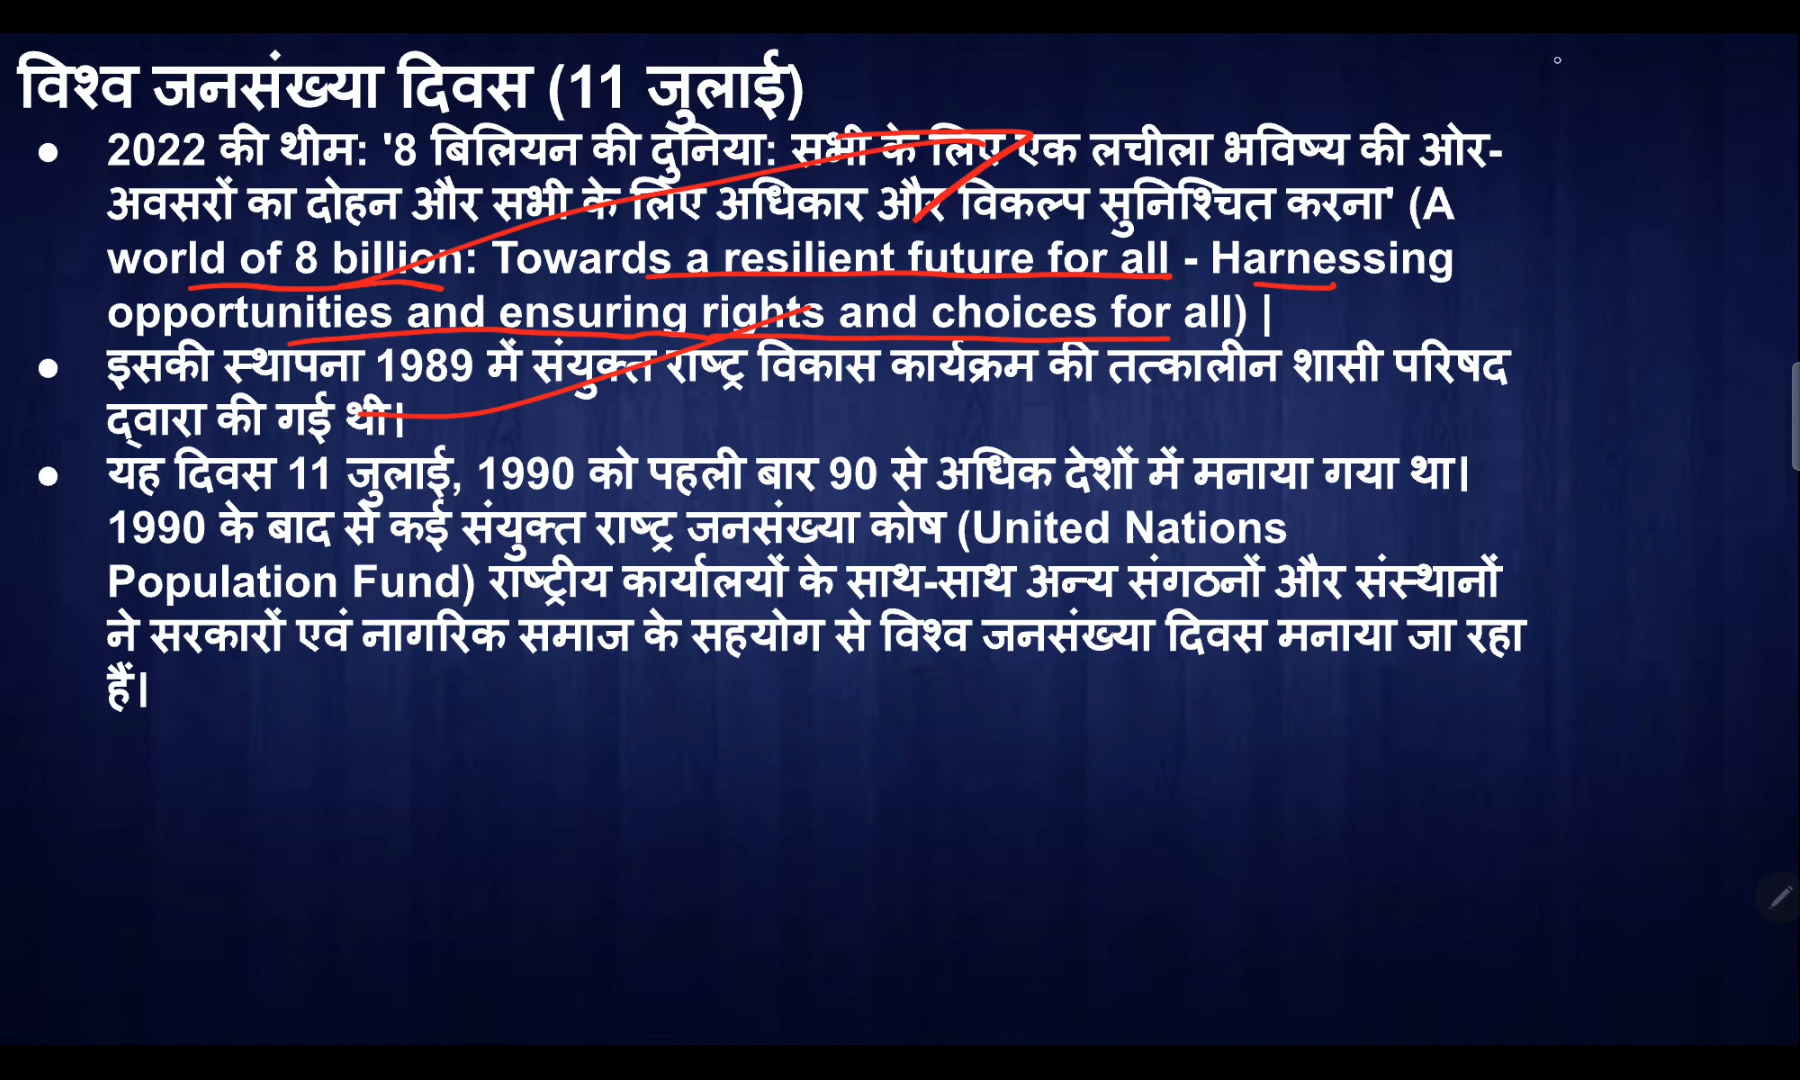 विश्व जनसंख्या दिवस (11 जुलाई)
● 2022 की थीम: '8 बिलियन की दुनिया: सभी के लिए एक लचीला भविष्य की ओर-
अवसरों का दोहन और सभी के लिए अधिकार और विकल्प सुनिश्चित करना' (A
world of 8 billion: Towards a resilient future for all - Harnessing
opportunities and ensuring rights and choices for all) |
● इसकी स्थापना 1989 में संयुक्त राष्ट्र विकास कार्यक्रम की तत्कालीन शासी परिषद
द्वारा की गई थी|
● यह दिवस 11 जुलाई, 1990 को पहली बार 90 से अधिक देशों में मनाया गया था|
1990 के बाद से कई संयुक्त राष्ट्र जनसंख्या कोष (United Nations
Population Fund) राष्ट्रीय कार्यालयों के साथ-साथ अन्य संगठनों और संस्थानों
ने सरकारों एवं नागरिक समाज के सहयोग से विश्व जनसंख्या दिवस मनाया जा रहा
हैं|